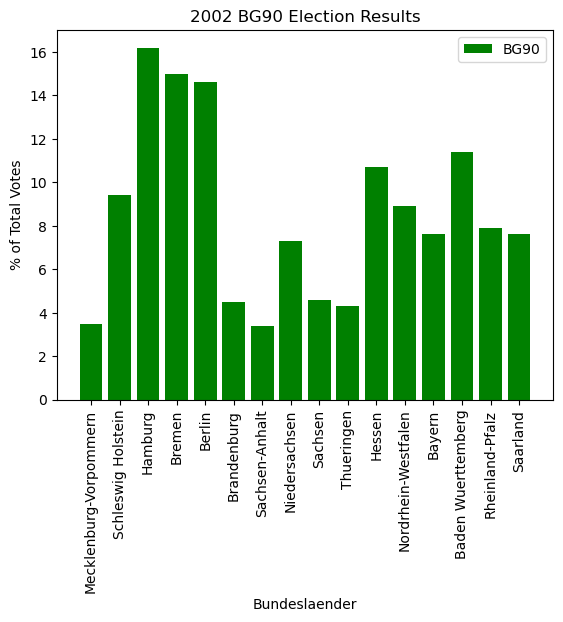 2002 BG90 Election Results
BG90
% of Total Votes
16
14
12
10
8
6
4
2
0
Mecklenburg-Vorpommern
Schleswig Holstein
Hamburg
Bremen
Berlin
Brandenburg
Sachsen-Anhalt
Niedersachsen
Sachsen
Thueringen
Hessen
Nordrhein-Westfalen
Bayern
Baden Wuerttemberg
Rheinland-Pfalz
Saarland
Bundeslaender